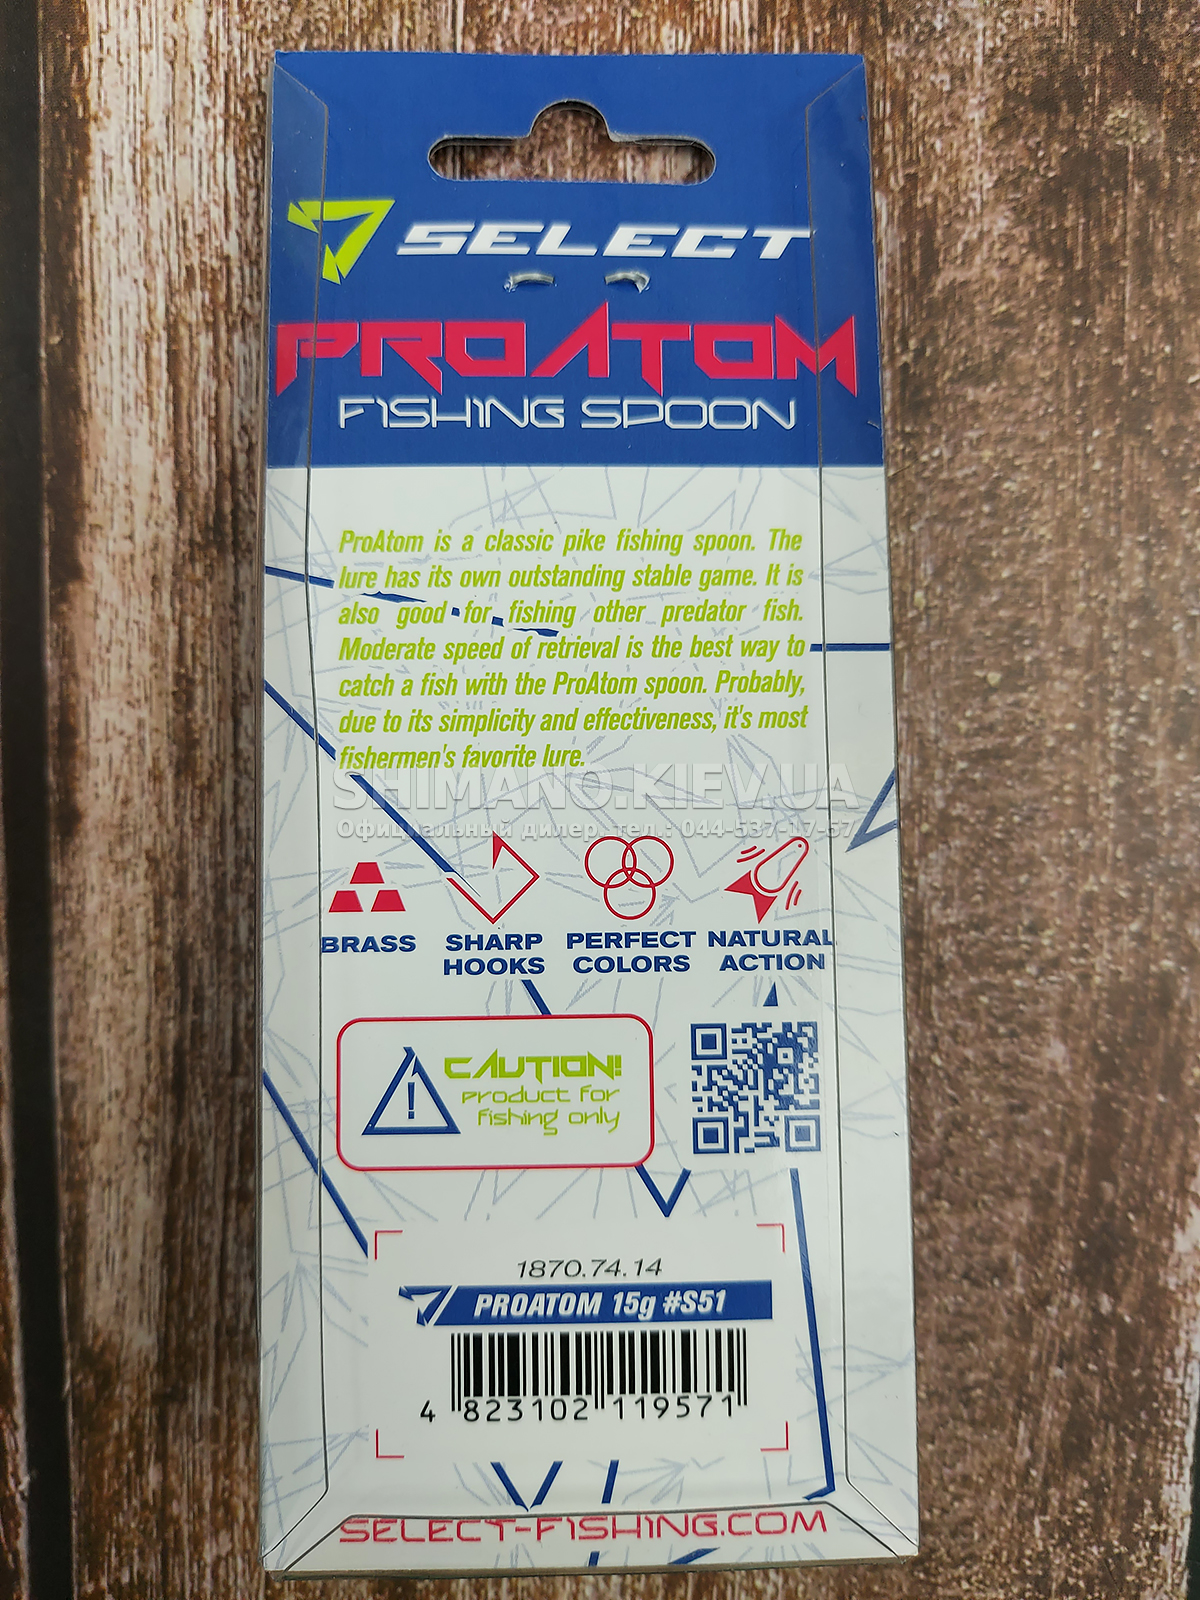 SELECT
PROATOM
FISHING SPOON
ProAtom is a classic pike fishing spoon. The
lure has its own outstanding stable game. It is
also good for fishing other predator fish.
Moderate speed of retrieval is the best way to
catch a fish with the ProAtom spoon. Probably,
due to its simplicity and effectiveness, it's most
fishermen's favorite lure.
SHIMANO.KIEV.UA
Официальный дилер. тел.: 044-537-17-57
BRASS
SHARP
HOOKS
PERFECT
COLORS
NATURAL
ACTION
CAUTION!
product for
fishing only
1870.74.14
PROATOM 15g #S51
4 823102 119571
SELECT-FISHING.COM